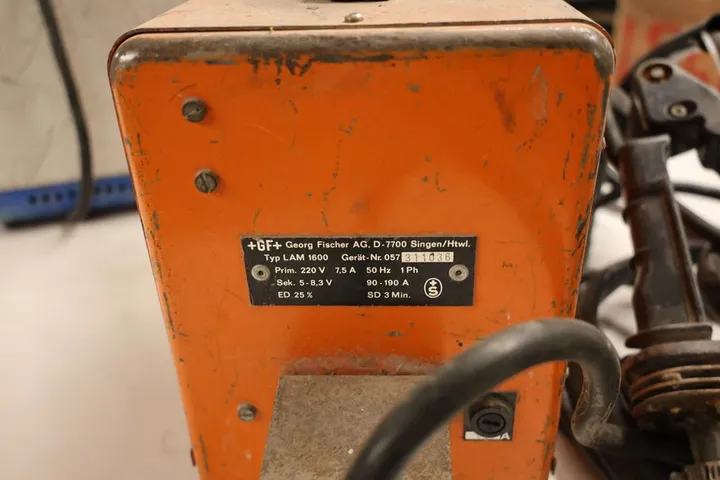 +GF+ Georg Fischer AG. D-7700 Singen/Htwl.
Typ LAM 1600 Gerät-Nr. 057 311036
Prim. 220 V 7,5 A 50 Hz 1 Ph
Sek. 5-8,3 V 90-190 A
ED 25 % SD 3 Min.
+S